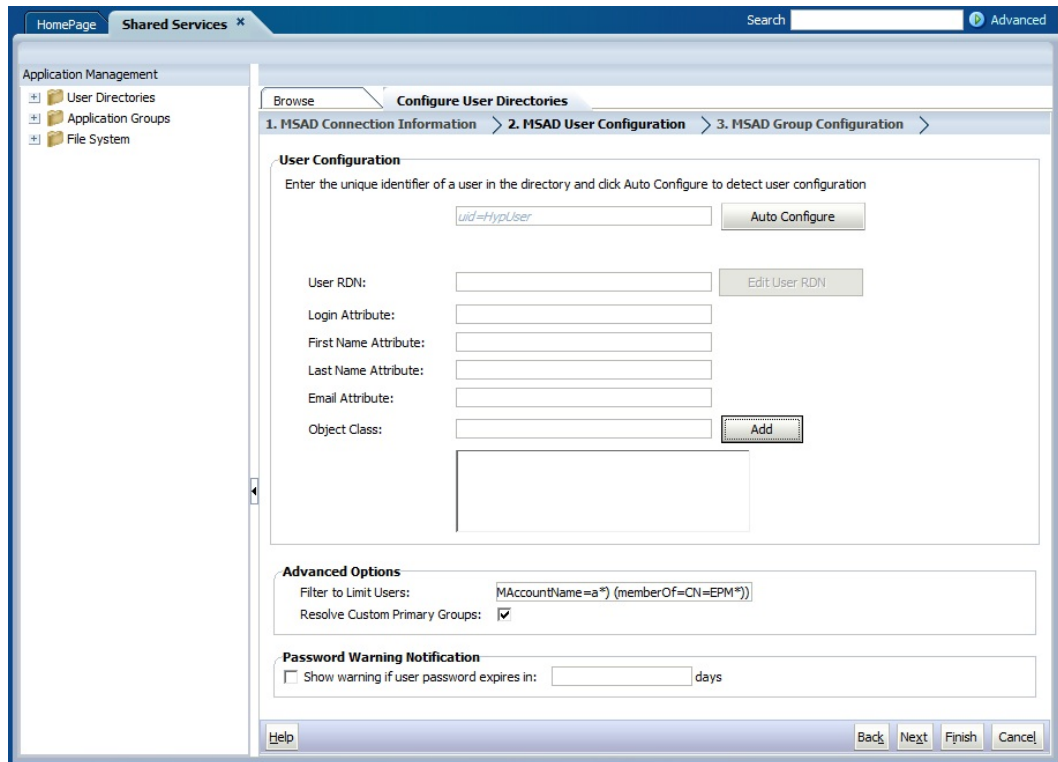 HomePage Shared Services × Search Advanced
Application Management
User Directories
Application Groups
File System
Browse Configure User Directories
1. MSAD Connection Information 2. MSAD User Configuration 3. MSAD Group Configuration
User Configuration
Enter the unique identifier of a user in the directory and click Auto Configure to detect user configuration
uid=HypUser Auto Configure
User RDN: Edit User RDN
Login Attribute:
First Name Attribute:
Last Name Attribute:
Email Attribute:
Object Class: Add
Advanced Options
Filter to Limit Users: MAccountName=a*) (memberOf=CN=EPM*))
Resolve Custom Primary Groups:
Password Warning Notification
Show warning if user password expires in: days
Help Back Next Finish Cancel